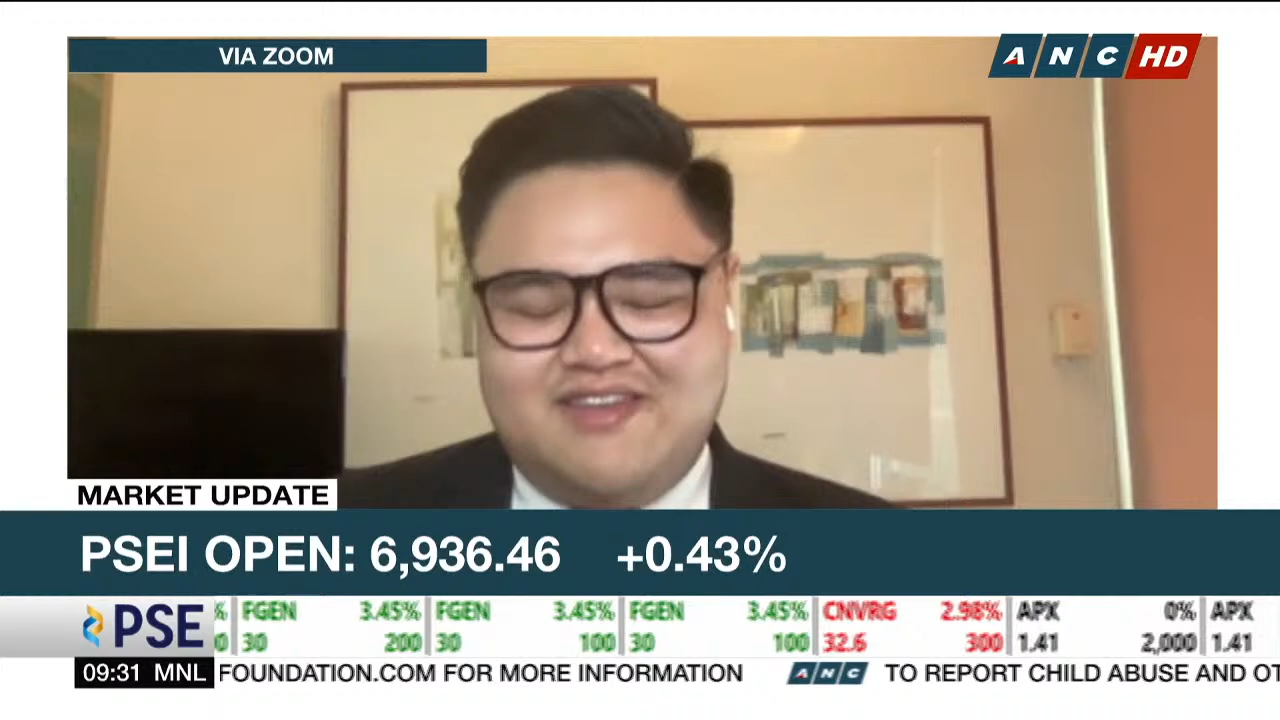 VIA ZOOM
ANC HD
MARKET UPDATE
PSEI OPEN: 6,936.46 +0.43%
PSE
% FGEN 3.45% FGEN 3.45% FGEN 3.45% CNVRG 2.98% APX 0% APX
0 30 200 30 100 30 100 32.6 300 1.41 2,000 1.41
09:31 MNL FOUNDATION.COM FOR MORE INFORMATION ANC TO REPORT CHILD ABUSE AND OT